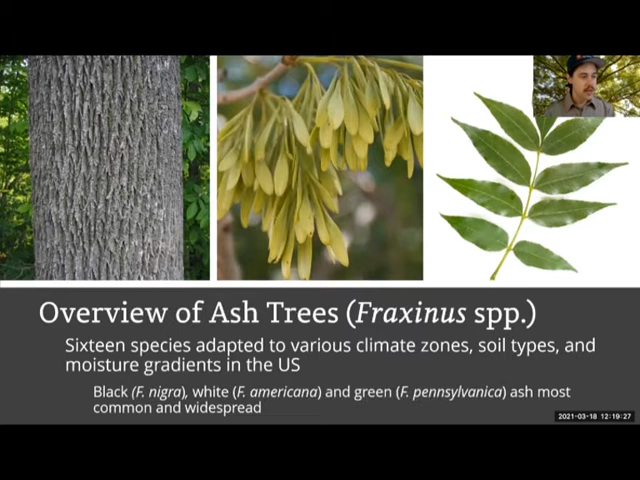 Overview of Ash Trees (Fraxinus spp.)
Sixteen species adapted to various climate zones, soil types, and
moisture gradients in the US
Black (F. nigra), white (F. americana) and green (F. pennsylvanica) ash most
common and widespread
2021-03-18 12:19:27